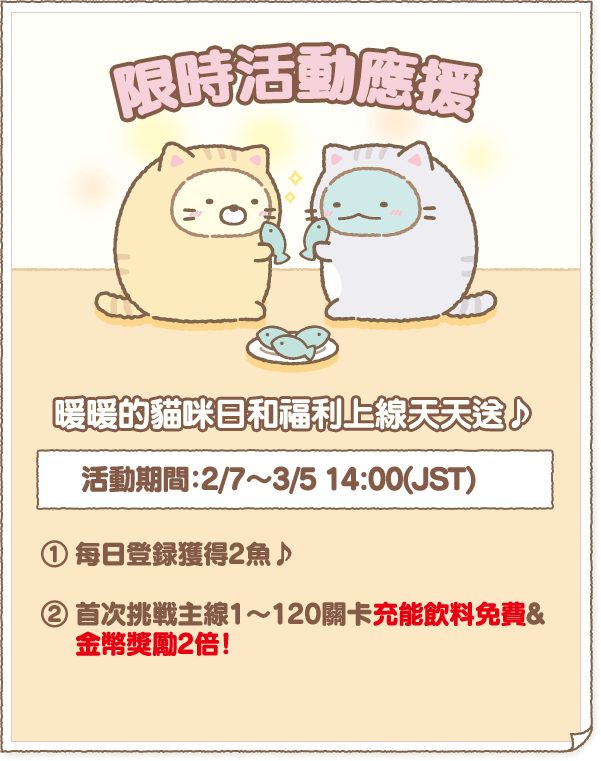 限時活動應援
暖暖的貓咪日和福利上線天天送♪
活動期間:2/7～3/5 14:00(JST)
① 每日登録獲得2魚♪
② 首次挑戦主線1～120關卡充能飲料免費&
金幣獎勵2倍!